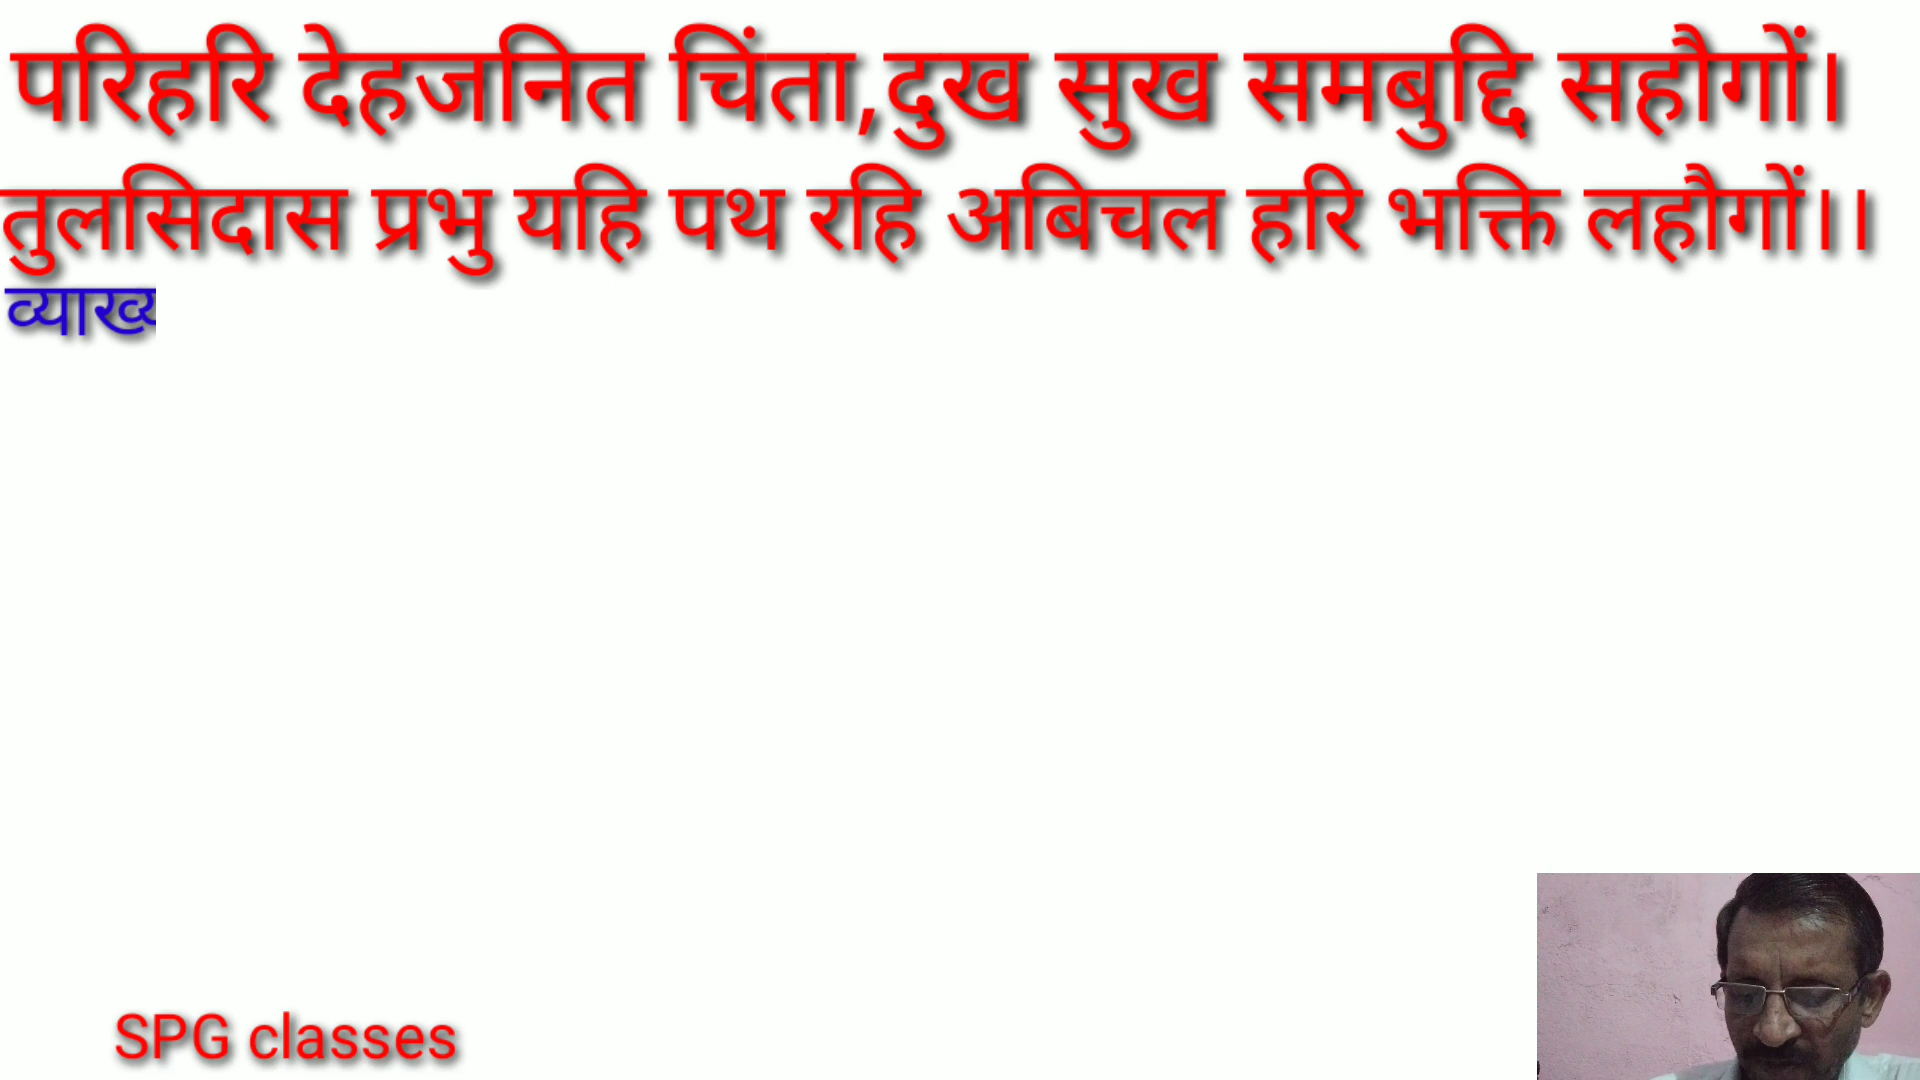 परिहरि देहजनित चिंता,दुख सुख समबुद्दि सहौगों।
तुलसिदास प्रभु यहि पथ रहि अबिचल हरि भक्ति लहौगों।।
व्याख्य
SPG classes